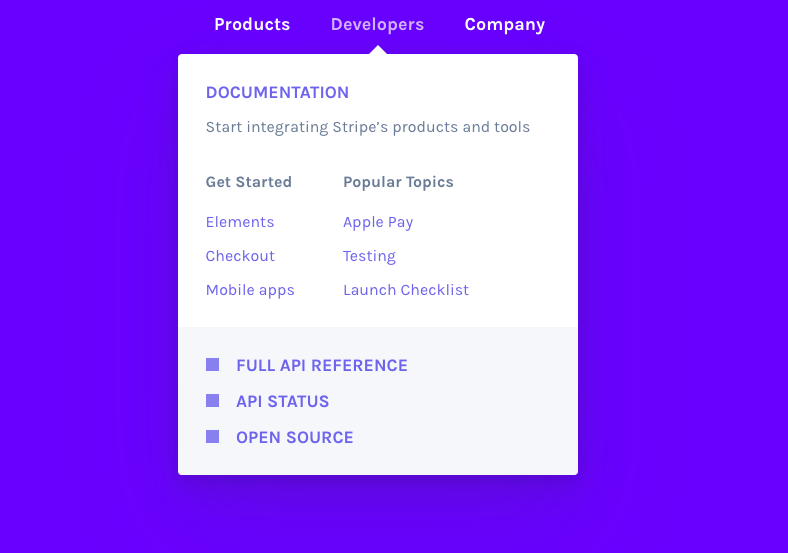 Products Developers Company
DOCUMENTATION
Start integrating Stripe’s products and tools
Get Started
Elements
Checkout
Mobile apps
Popular Topics
Apple Pay
Testing
Launch Checklist
FULL API REFERENCE
API STATUS
OPEN SOURCE